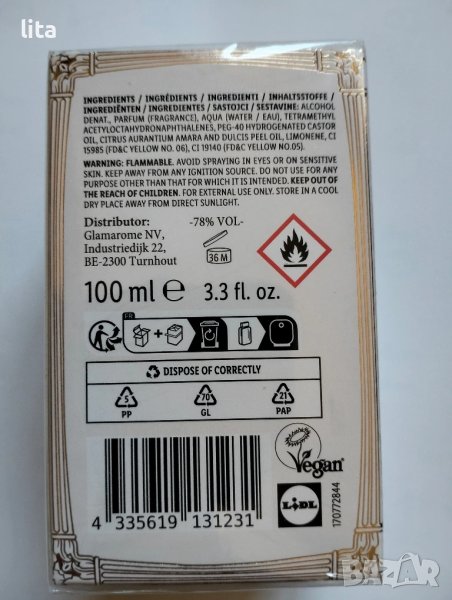 lita
INGREDIENTS / INGRÉDIENTS / INGREDIENTI / INHALTSSTOFFE /
INGREDIËNTEN / INGREDIENTES / SASTOJCI / SESTAVINE: ALCOHOL
DENAT., PARFUM (FRAGRANCE), AQUA (WATER / EAU), TETRAMETHYL
ACETYLOCTAHYDRONAPHTHALENES, PEG-40 HYDROGENATED CASTOR
OIL, CITRUS AURANTIUM AMARA AND DULCIS PEEL OIL, LIMONENE, CI
15985 (FD&C YELLOW NO. 06), CI 19140 (FD&C YELLOW NO.05).
WARNING: FLAMMABLE. AVOID SPRAYING IN EYES OR ON SENSITIVE
SKIN. KEEP AWAY FROM ANY IGNITION SOURCE. DO NOT USE FOR ANY
PURPOSE OTHER THAN THAT FOR WHICH IT IS INTENDED. KEEP OUT OF
THE REACH OF CHILDREN. FOR EXTERNAL USE ONLY. STORE IN A COOL
DRY PLACE AWAY FROM DIRECT SUNLIGHT.
Distributor:
Glamarome NV,
Industriedijk 22,
BE-2300 Turnhout
-78% VOL-
36 M
100 ml ℮ 3.3 fl. oz.
FR
+
DISPOSE OF CORRECTLY
5
PP
70
GL
21
PAP
Vegan
LIDL
170772844
4 335619 131231
BAZAR